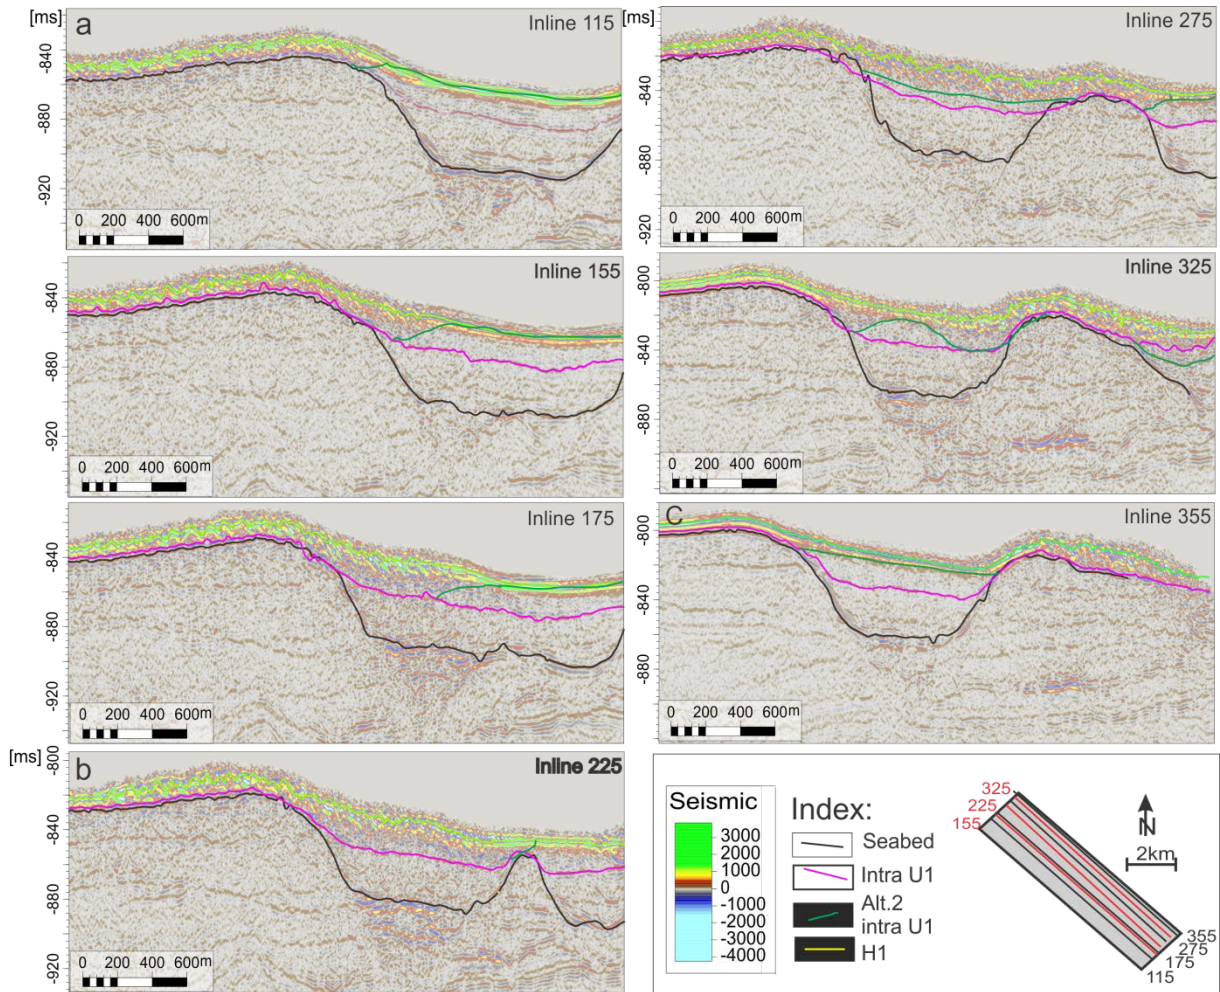 [ms]
a
Inline 115
-840
-880
-920
0 200 400 600m
[ms]
Inline 275
-840
-880
-920
0 200 400 600m
Inline 155
-840
-880
-920
0 200 400 600m
Inline 325
-800
-840
-880
0 200 400 600m
Inline 175
-840
-880
-920
0 200 400 600m
C
Inline 355
-800
-840
-880
0 200 400 600m
[ms]
b
Inline 225
-800
-840
-880
-920
0 200 400 600m
Seismic
3000
2000
1000
0
-1000
-2000
-3000
-4000
Index:
Seabed
Intra U1
Alt.2
intra U1
H1
325
225
155
N
2km
355
275
175
115